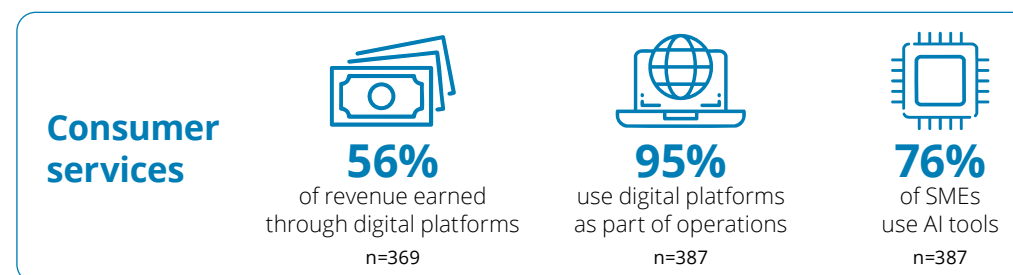 Consumer
services
56%
of revenue earned
through digital platforms
n=369
95%
use digital platforms
as part of operations
n=387
76%
of SMEs
use AI tools
n=387